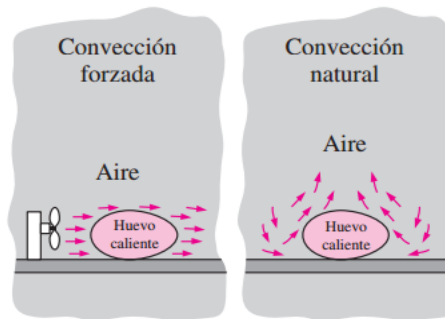 Convección
forzada
Aire
Huevo
caliente
Convección
natural
Aire
Huevo
caliente